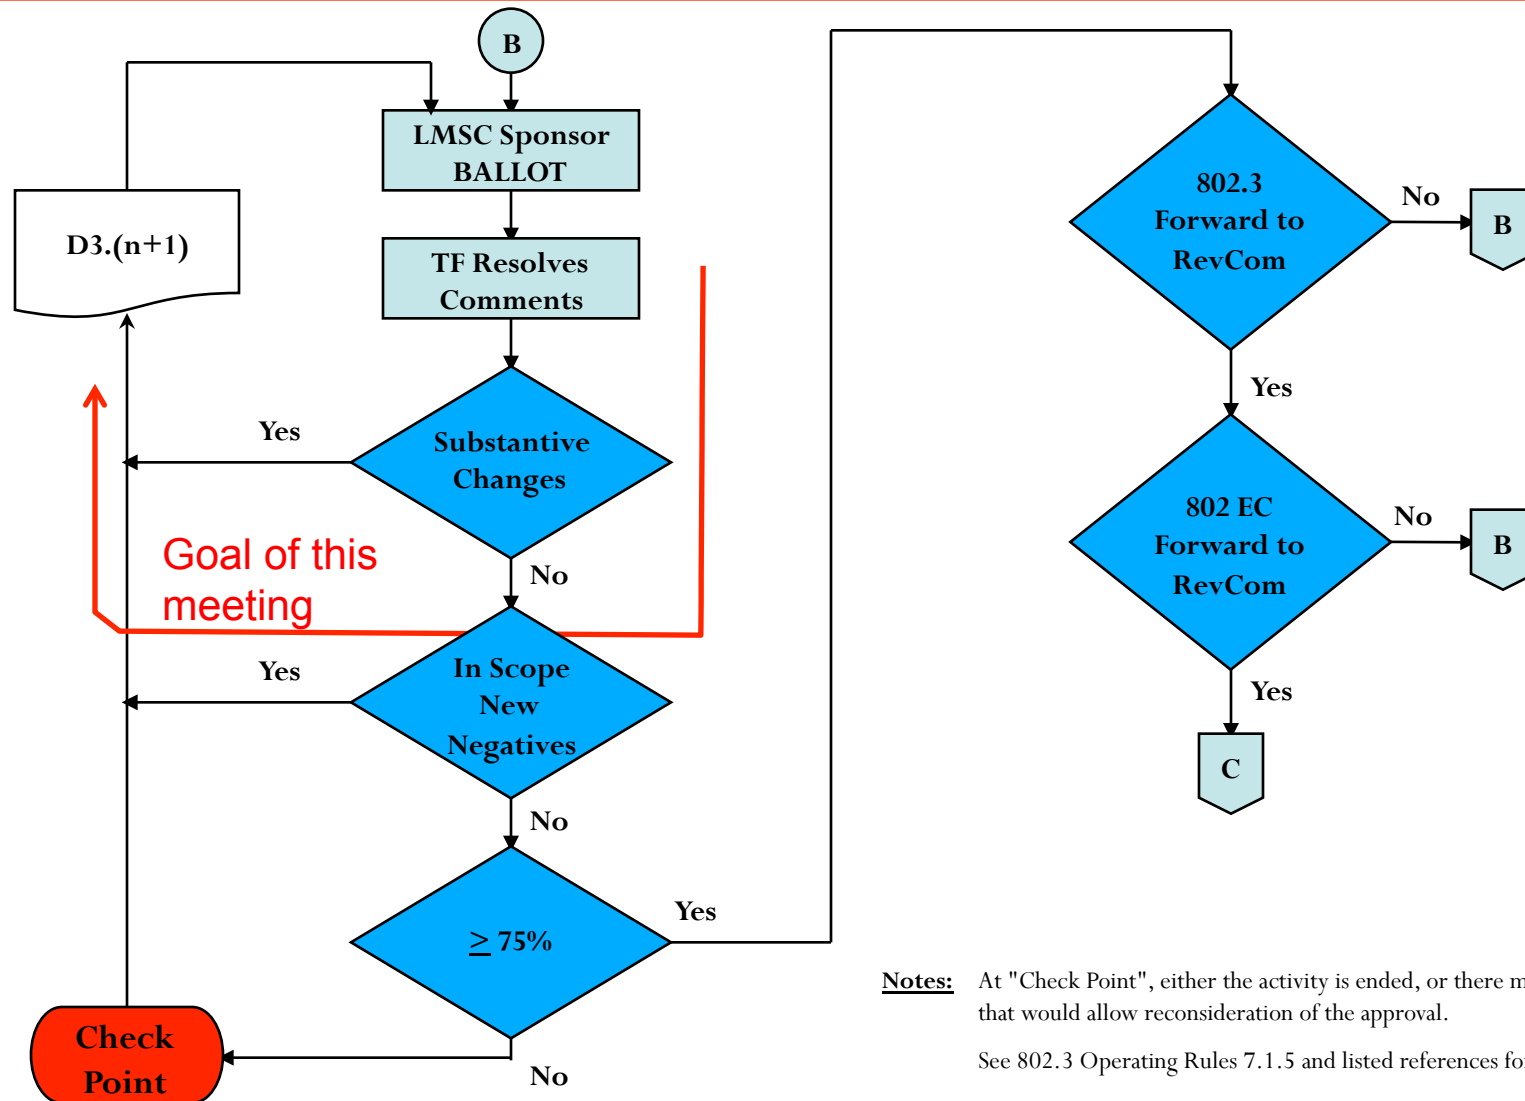 B
LMSC Sponsor
BALLOT
D3.(n+1)
TF Resolves
Comments
Yes
Substantive
Changes
Goal of this
meeting
No
Yes
In Scope
New
Negatives
No
≥ 75%
Yes
Check
Point
No
802.3
Forward to
RevCom
No
B
Yes
802 EC
Forward to
RevCom
No
B
Yes
C
Notes: At "Check Point", either the activity is ended, or there
that would allow reconsideration of the approval.
See 802.3 Operating Rules 7.1.5 and listed references